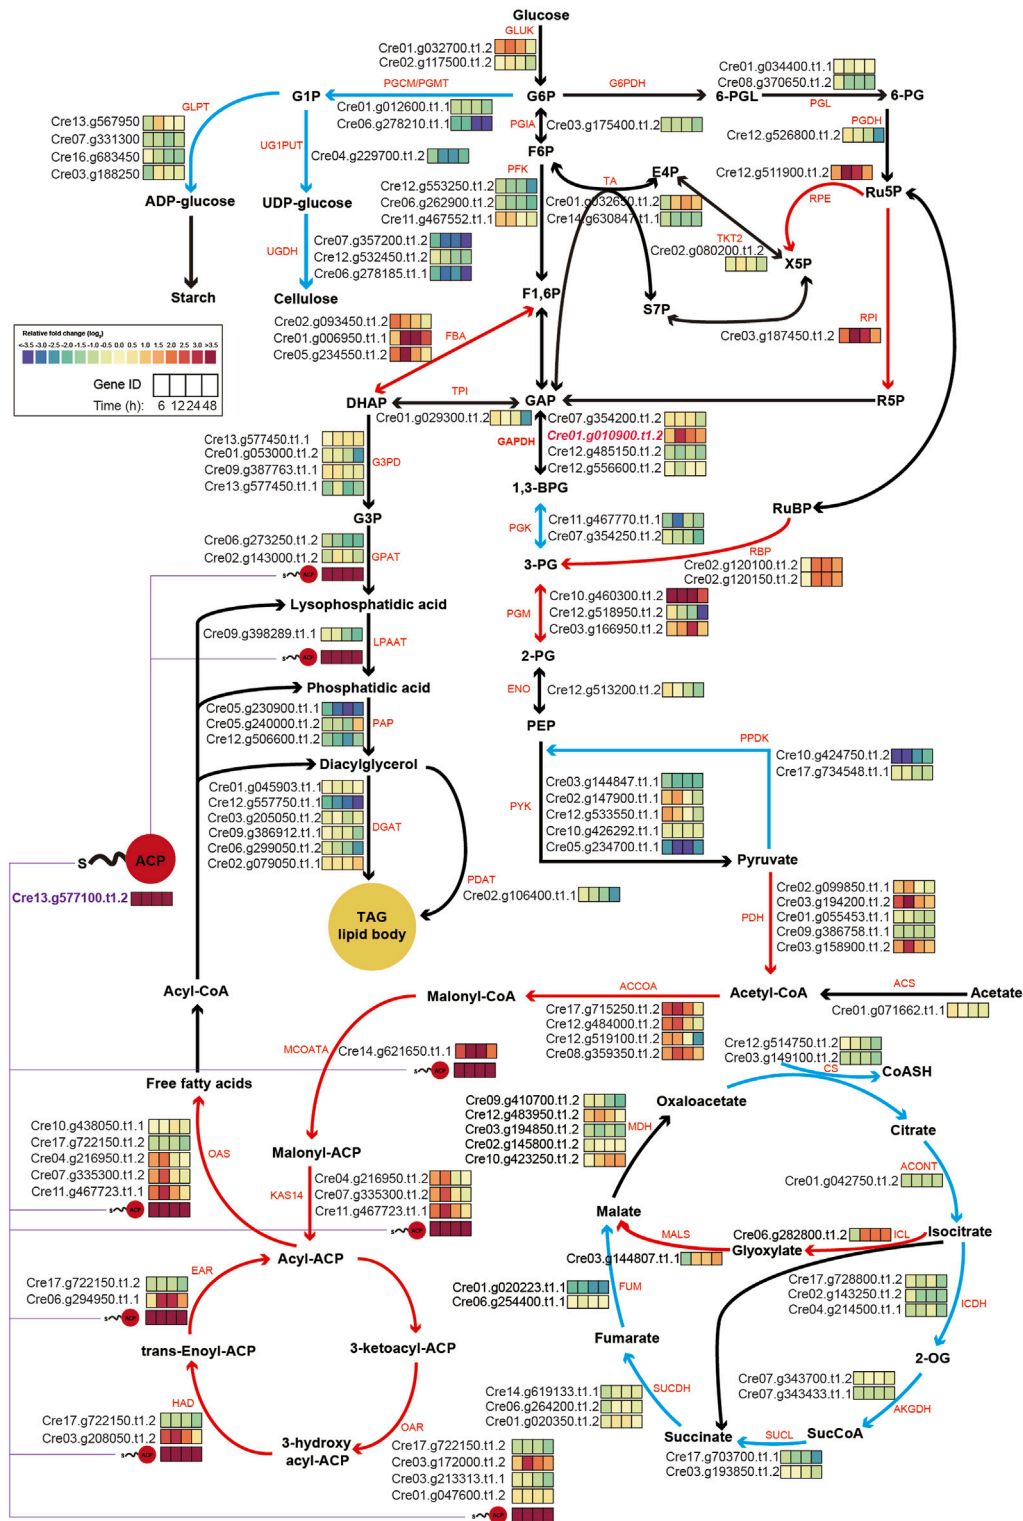 Glucose
GLUK
Cre01.g032700.t1.2
Cre02.g117500.t1.2
PGCM/PGMT
G1P
G6P
G6PDH
6-PGL
PGL
6-PG
Cre01.g034400.t1.1
Cre08.g370650.t1.2
GLPT
Cre13.g567950
Cre07.g331300
Cre16.g683450
Cre03.g188250
Cre01.g012600.t1.1
Cre06.g278210.t1.1
PGIA
Cre03.g175400.t1.2
PGDH
Cre12.g526800.t1.2
UG1PUT
Cre04.g229700.t1.2
F6P
PFK
Cre12.g553250.t1.2
Cre06.g262900.t1.2
Cre11.g467552.t1.1
TA
E4P
Cre01.g032650.t1.2
Cre14.g630847.t1.1
Cre12.g511900.t1.2
RPE
Ru5P
ADP-glucose
UDP-glucose
UGDH
Cre07.g357200.t1.2
Cre12.g532450.t1.2
Cre06.g278185.t1.1
TKT2
Cre02.g080200.t1.2
X5P
Starch
Cellulose
F1,6P
S7P
Cre02.g093450.t1.2
Cre01.g006950.t1.1
Cre05.g234550.t1.2
FBA
RPI
Cre03.g187450.t1.2
Relative fold change (log2)
<-3.5 -3.0 -2.5 -2.0 -1.5 -1.0 -0.5 0.0 0.5 1.0 1.5 2.0 2.5 3.0 >3.5
Gene ID
Time (h): 6 12 24 48
DHAP
TPI
Cre01.g029300.t1.2
GAP
R5P
GAPDH
Cre07.g354200.t1.2
Cre01.g010900.t1.2
Cre12.g485150.t1.2
Cre12.g556600.t1.2
Cre13.g577450.t1.1
Cre01.g053000.t1.2
Cre09.g387763.t1.1
Cre13.g577450.t1.2
G3PD
1,3-BPG
G3P
PGK
Cre11.g467770.t1.1
Cre07.g354250.t1.2
RuBP
RBP
Cre02.g120100.t1.2
Cre02.g120150.t1.2
Cre06.g273250.t1.2
Cre02.g143000.t1.2
GPAT
s ACP
3-PG
PGM
Cre10.g460300.t1.2
Cre12.g518950.t1.2
Cre03.g166950.t1.2
Lysophosphatidic acid
Cre09.g398289.t1.1
LPAAT
s ACP
2-PG
ENO
Cre12.g513200.t1.2
Phosphatidic acid
Cre05.g230900.t1.1
Cre05.g240000.t1.2
Cre12.g506600.t1.2
PAP
PEP
PPDK
Cre10.g424750.t1.2
Cre17.g734548.t1.1
Diacylglycerol
Cre01.g045903.t1.1
Cre12.g557750.t1.1
Cre03.g205050.t1.2
Cre09.g386912.t1.1
Cre06.g299050.t1.2
Cre02.g079050.t1.1
DGAT
PYK
Cre03.g144847.t1.1
Cre02.g147900.t1.1
Cre12.g533550.t1.1
Cre10.g426292.t1.1
Cre05.g234700.t1.1
Pyruvate
S ACP
Cre13.g577100.t1.2
PDAT
Cre02.g106400.t1.1
TAG
lipid body
PDH
Cre02.g099850.t1.1
Cre03.g194200.t1.2
Cre01.g055453.t1.1
Cre09.g386758.t1.1
Cre03.g158900.t1.2
Acyl-CoA
Malonyl-CoA
ACCOA
Acetyl-CoA
ACS
Acetate
Cre01.g071662.t1.1
Cre17.g715250.t1.2
Cre12.g484000.t1.2
Cre12.g519100.t1.2
Cre08.g359350.t1.2
MCOATA
Cre14.g621650.t1.1
s ACP
Cre12.g514750.t1.2
Cre03.g149100.t1.2
CS
CoASH
Free fatty acids
Oxaloacetate
Citrate
Cre10.g438050.t1.1
Cre17.g722150.t1.2
Cre04.g216950.t1.2
Cre07.g335300.t1.2
Cre11.g467723.t1.1
OAS
s ACP
Malonyl-ACP
KAS14
Cre04.g216950.t1.2
Cre07.g335300.t1.2
Cre11.g467723.t1.1
s ACP
Cre09.g410700.t1.2
Cre12.g483950.t1.2
Cre03.g194850.t1.2
Cre02.g145800.t1.2
Cre10.g423250.t1.2
MDH
ACONT
Cre01.g042750.t1.2
Malate
MALS
Cre03.g144807.t1.1
Glyoxylate
Cre06.g282800.t1.2
ICL
Isocitrate
Acyl-ACP
EAR
Cre17.g722150.t1.2
Cre06.g294950.t1.1
s ACP
Cre01.g020223.t1.1
Cre06.g254400.t1.1
FUM
Cre17.g728800.t1.2
Cre02.g143250.t1.2
Cre04.g214500.t1.1
ICDH
trans-Enoyl-ACP
3-ketoacyl-ACP
Fumarate
2-OG
Cre14.g619133.t1.1
Cre06.g264200.t1.2
Cre01.g020350.t1.2
SUCDH
Cre07.g343700.t1.2
Cre07.g343433.t1.1
AKGDH
HAD
Cre17.g722150.t1.2
Cre03.g208050.t1.2
s ACP
OAR
3-hydroxy
acyl-ACP
Succinate
SUCL
SucCoA
Cre17.g703700.t1.1
Cre03.g193850.t1.2
Cre17.g722150.t1.2
Cre03.g172000.t1.2
Cre03.g213313.t1.1
Cre01.g047600.t1.2
s ACP